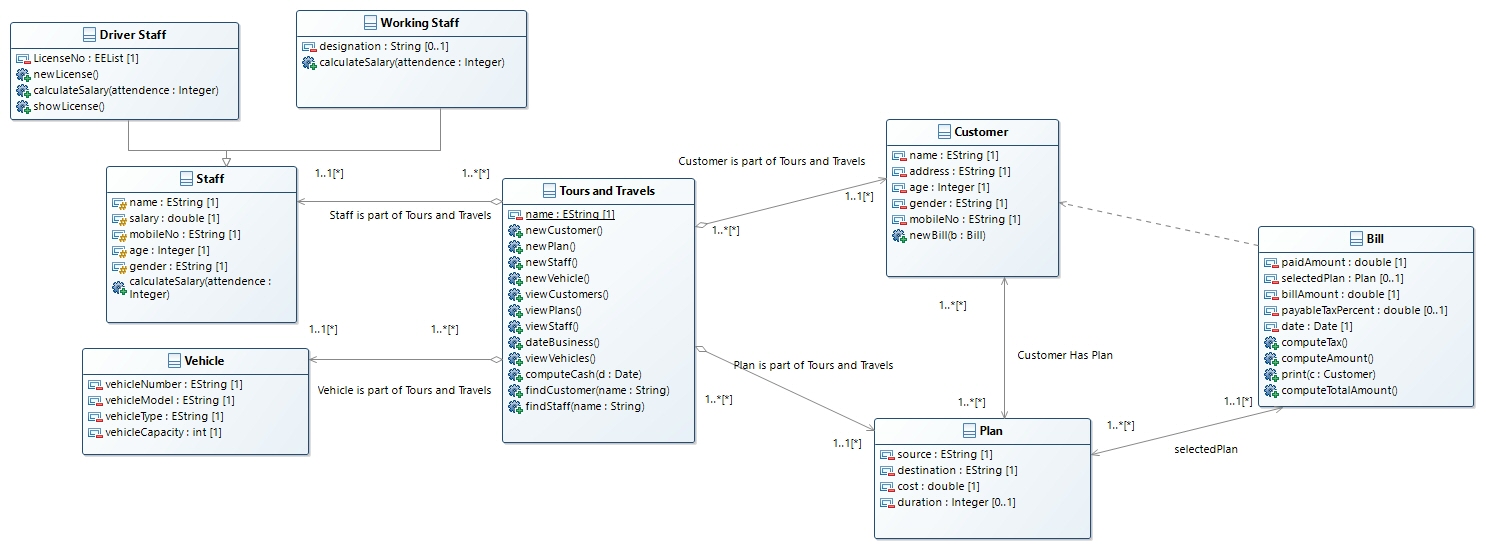 Driver Staff
LicenseNo : EEList [1]
newLicense()
calculateSalary(attendence : Integer)
showLicense()
Working Staff
designation : String [0..1]
calculateSalary(attendence : Integer)
Staff
name : EString [1]
salary : double [1]
mobileNo : EString [1]
age : Integer [1]
gender : EString [1]
calculateSalary(attendence :
Integer)
1..1[*]
1..*[*]
Staff is part of Tours and Travels
Tours and Travels
name : EString [1]
newCustomer()
newPlan()
newStaff()
newVehicle()
viewCustomers()
viewPlans()
viewStaff()
dateBusiness()
viewVehicles()
computeCash(d : Date)
findCustomer(name : String)
findStaff(name : String)
1..1[*]
1..*[*]
Vehicle is part of Tours and Travels
Vehicle
vehicleNumber : EString [1]
vehicleModel : EString [1]
vehicleType : EString [1]
vehicleCapacity : int [1]
Customer is part of Tours and Travels
1..1[*]
1..*[*]
Customer
name : EString [1]
address : EString [1]
age : Integer [1]
gender : EString [1]
mobileNo : EString [1]
newBill(b : Bill)
1..*[*]
Customer Has Plan
1..*[*]
Plan is part of Tours and Travels
1..*[*]
1..1[*]
Plan
source : EString [1]
destination : EString [1]
cost : double [1]
duration : Integer [0..1]
Bill
paidAmount : double [1]
selectedPlan : Plan [0..1]
billAmount : double [1]
payableTaxPercent : double [0..1]
date : Date [1]
computeTax()
computeAmount()
print(c : Customer)
computeTotalAmount()
1..1[*]
1..*[*]
selectedPlan